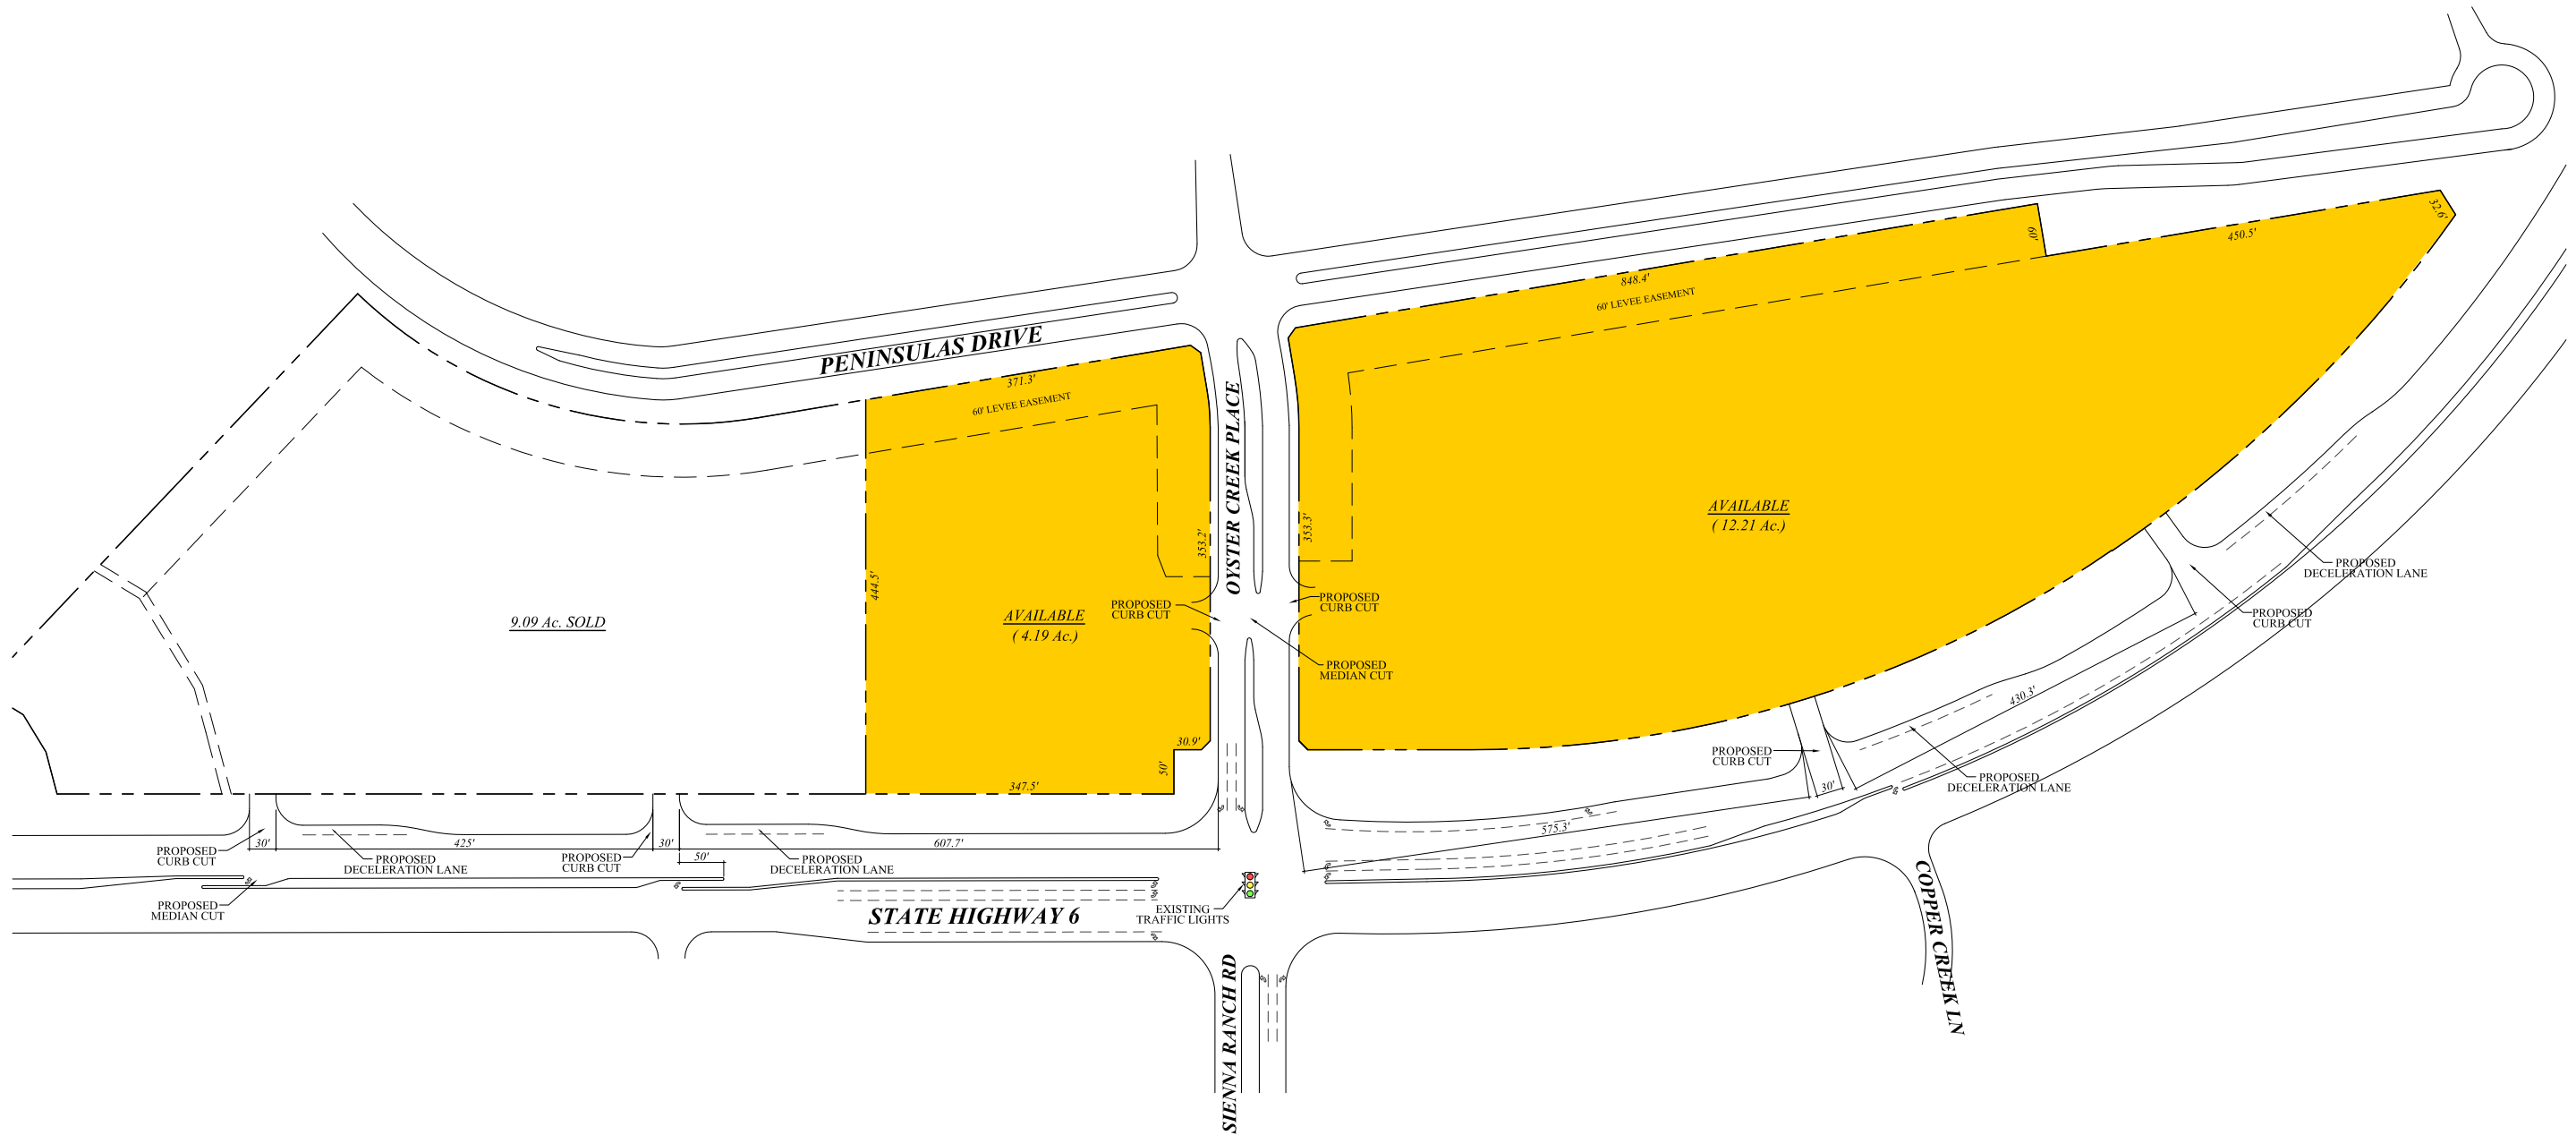 32.6'
60'
450.5'
848.4'
60' LEVEE EASEMENT
PENINSULAS DRIVE
371.3'
60' LEVEE EASEMENT
OYSTER CREEK PLACE
353.2'
353.3'
444.5'
AVAILABLE
( 12.21 Ac.)
PROPOSED
DECELERATION LANE
PROPOSED
CURB CUT
9.09 Ac. SOLD
AVAILABLE
( 4.19 Ac.)
PROPOSED
CURB CUT
PROPOSED
CURB CUT
PROPOSED
MEDIAN CUT
430.3'
30.9'
50'
347.5'
PROPOSED
CURB CUT
30'
PROPOSED
DECELERATION LANE
575.3'
30'
425'
30'
607.7'
50'
PROPOSED
CURB CUT
PROPOSED
DECELERATION LANE
PROPOSED
CURB CUT
PROPOSED
DECELERATION LANE
PROPOSED
MEDIAN CUT
STATE HIGHWAY 6
EXISTING
TRAFFIC LIGHTS
COPPER CREEK LN
SIENNA RANCH RD